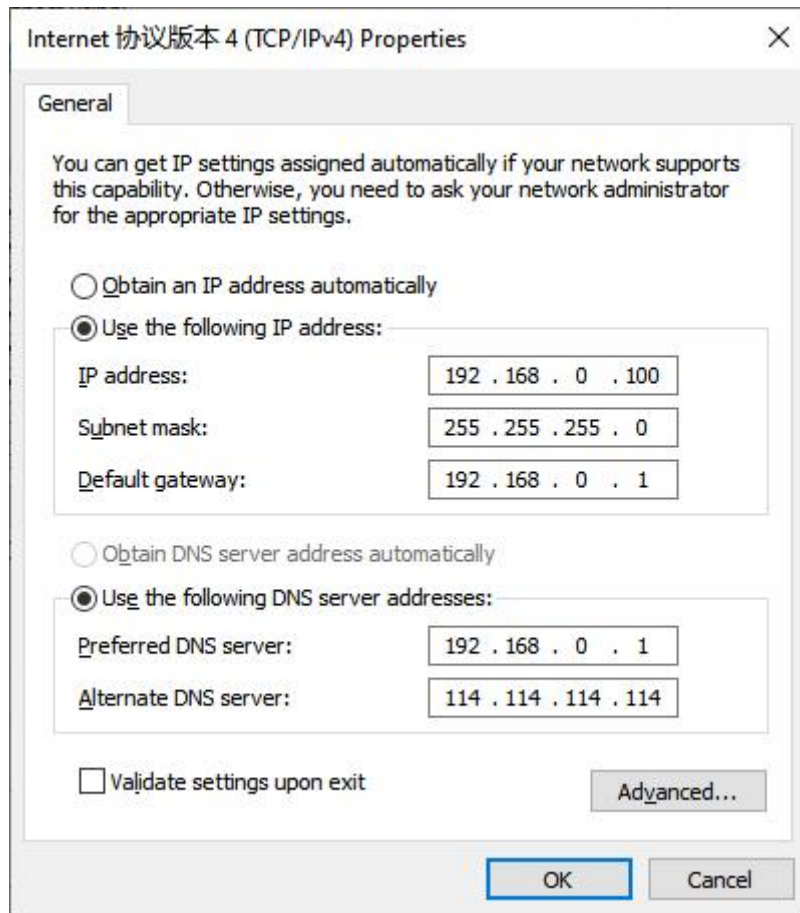 Internet 协议版本 4 (TCP/IPv4) Properties
General
You can get IP settings assigned automatically if your network supports
this capability. Otherwise, you need to ask your network administrator
for the appropriate IP settings.
Obtain an IP address automatically
Use the following IP address:
IP address: 192 . 168 . 0 . 100
Subnet mask: 255 . 255 . 255 . 0
Default gateway: 192 . 168 . 0 . 1
Obtain DNS server address automatically
Use the following DNS server addresses:
Preferred DNS server: 192 . 168 . 0 . 1
Alternate DNS server: 114 . 114 . 114 . 114
Validate settings upon exit
Advanced...
OK Cancel